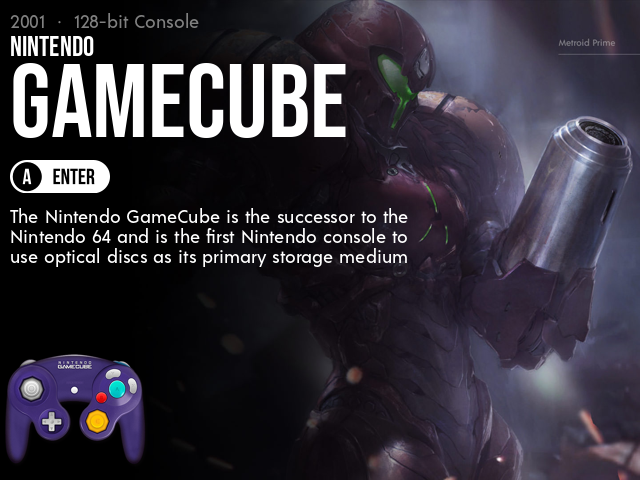 2001 · 128-bit Console
NINTENDO
GAMECUBE
Metroid Prime
A ENTER
The Nintendo GameCube is the successor to the
Nintendo 64 and is the first Nintendo console to
use optical discs as its primary storage medium
NINTENDO
GAMECUBE